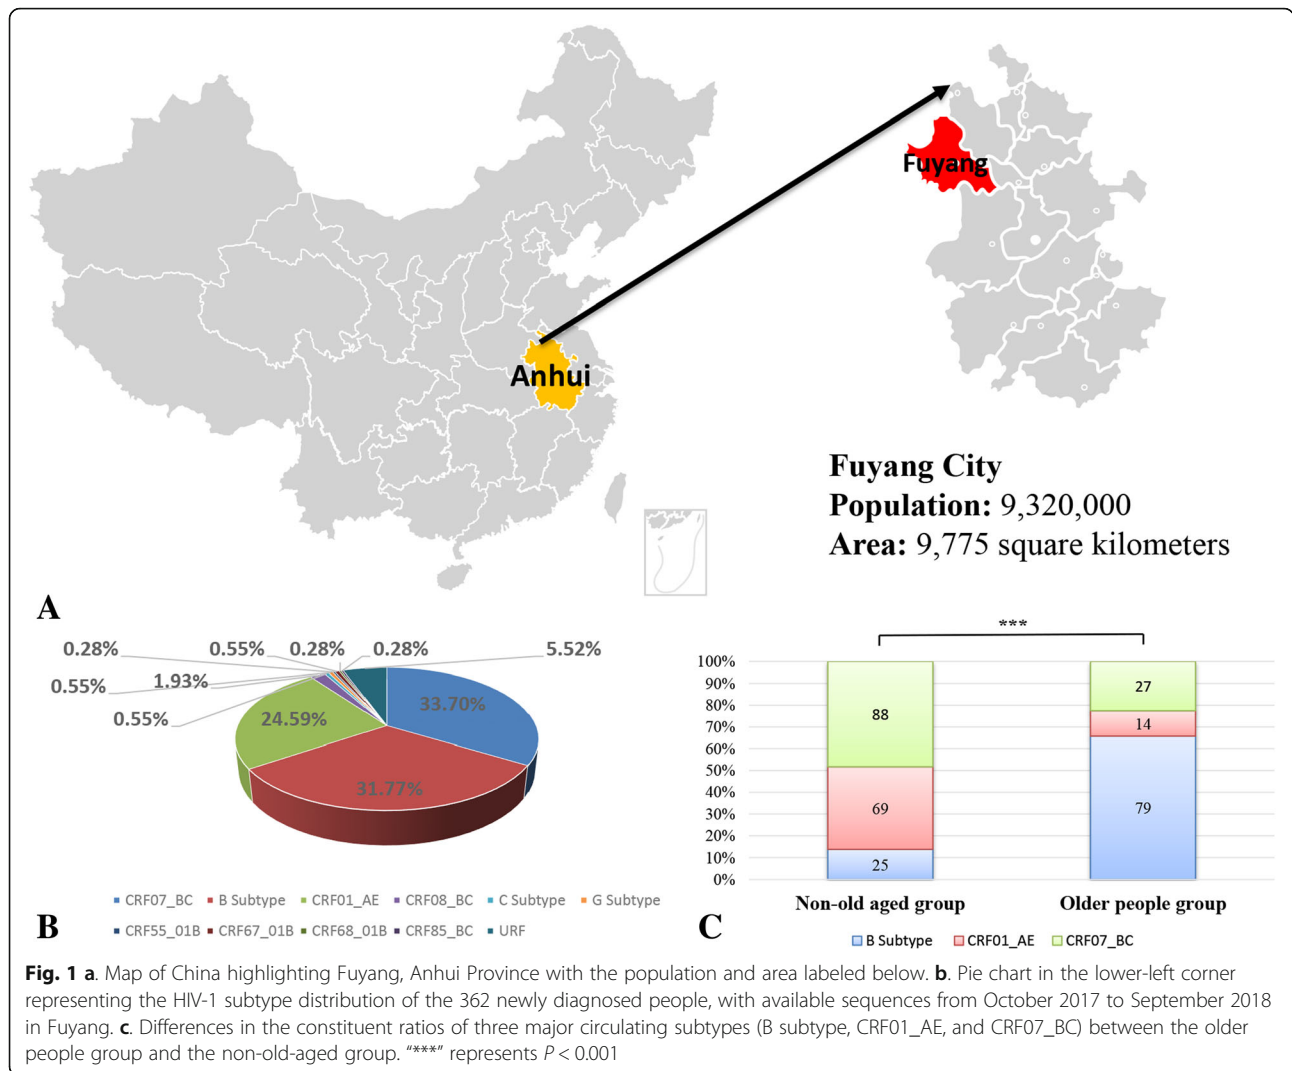 Anhui
Fuyang
Fuyang City
Population: 9,320,000
Area: 9,775 square kilometers
A
0.28%
0.55%
0.28%
0.28%
5.52%
0.55%
1.93%
0.55%
24.59%
33.70%
31.77%
CRF07_BC B Subtype CRF01_AE CRF08_BC C Subtype G Subtype
CRF55_01B CRF67_01B CRF68_01B CRF85_BC URF
B
***
100%
90%
80%
70%
60%
50%
40%
30%
20%
10%
0%
88
69
25
27
14
79
Non-old aged group
Older people group
B Subtype CRF01_AE CRF07_BC
C
Fig. 1 a. Map of China highlighting Fuyang, Anhui Province with the population and area labeled below. b. Pie chart in the lower-left corner
representing the HIV-1 subtype distribution of the 362 newly diagnosed people, with available sequences from October 2017 to September 2018
in Fuyang. c. Differences in the constituent ratios of three major circulating subtypes (B subtype, CRF01_AE, and CRF07_BC) between the older
people group and the non-old-aged group. “***” represents P < 0.001